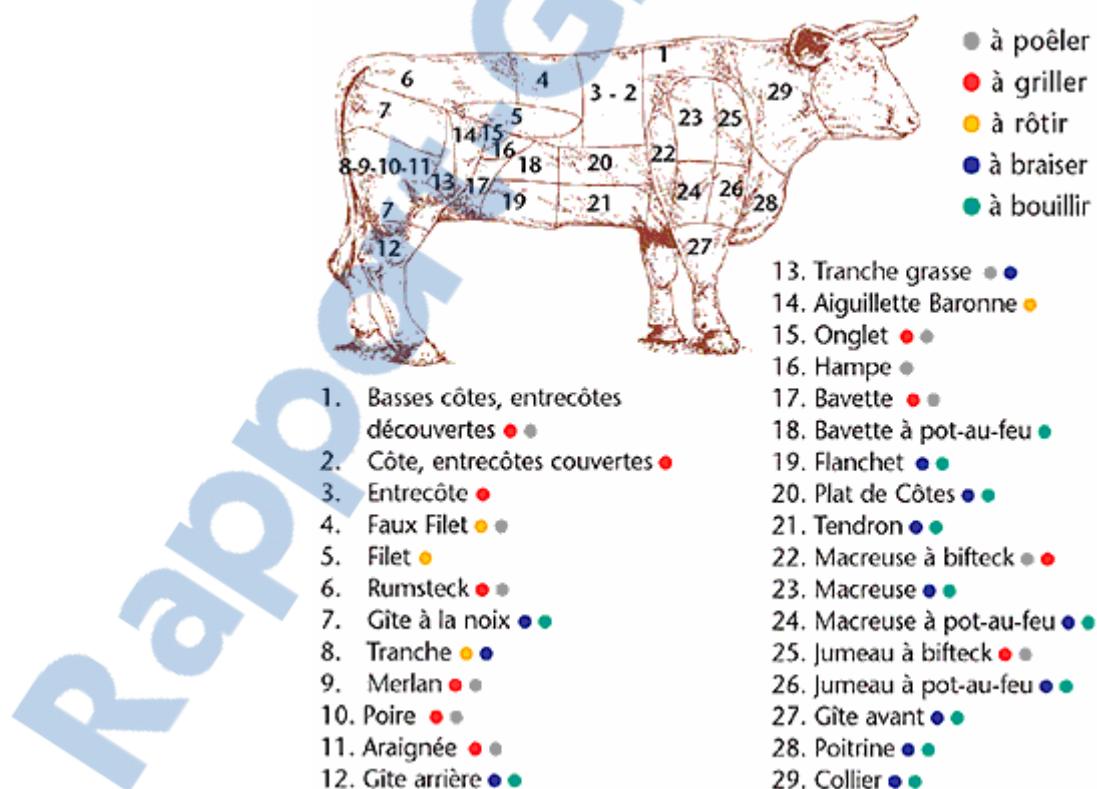 à poêler
à griller
à rôtir
à braiser
à bouillir
1
6
4
3 - 2
29
7
5
23
25
14
15
16
22
8-9-10-11
18
20
13
17
24
26
19
21
28
7
12
27
1. Basses côtes, entrecôtes
découvertes
2. Côte, entrecôtes couvertes
3. Entrecôte
4. Faux Filet
5. Filet
6. Rumsteck
7. Gîte à la noix
8. Tranche
9. Merlan
10. Poire
11. Araignée
12. Gîte arrière
13. Tranche grasse
14. Aiguillette Baronne
15. Onglet
16. Hampe
17. Bavette
18. Bavette à pot-au-feu
19. Flanchet
20. Plat de Côtes
21. Tendron
22. Macreuse à bifteck
23. Macreuse
24. Macreuse à pot-au-feu
25. Jumeau à bifteck
26. Jumeau à pot-au-feu
27. Gîte avant
28. Poitrine
29. Collier